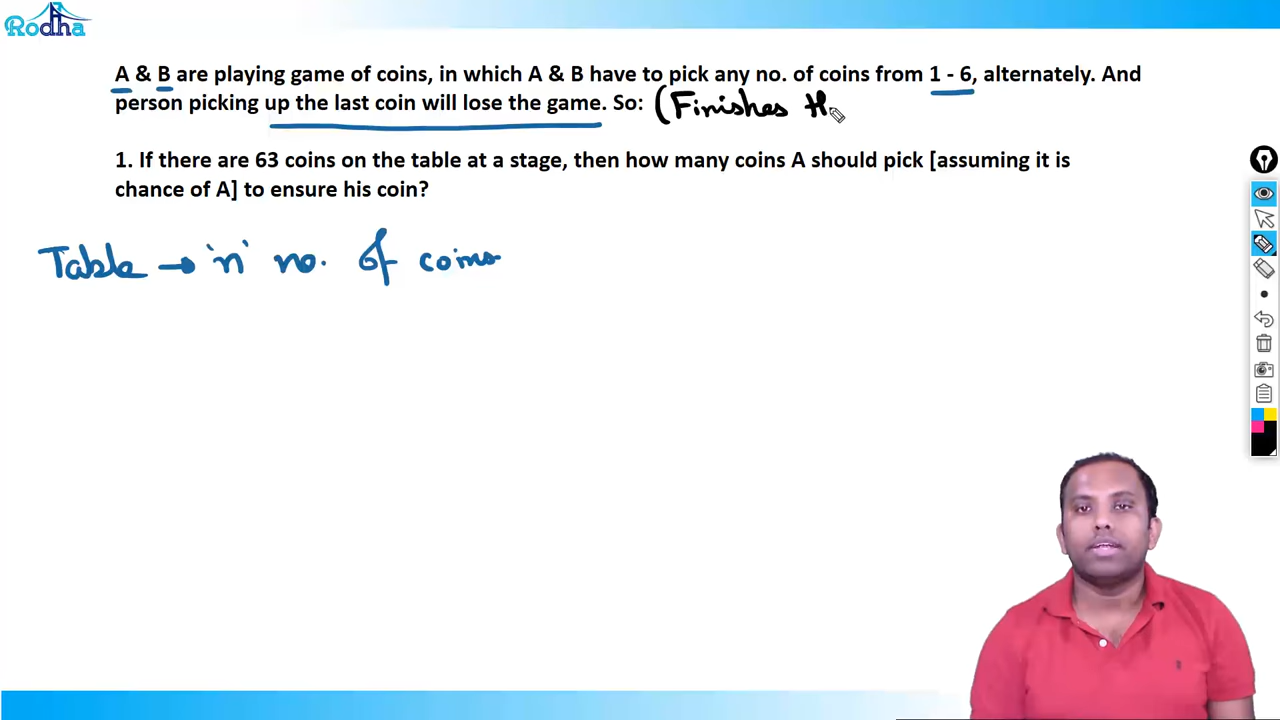 Rodha
A & B are playing game of coins, in which A & B have to pick any no. of coins from 1 - 6, alternately. And
person picking up the last coin will lose the game. So: (Finishes th
1. If there are 63 coins on the table at a stage, then how many coins A should pick [assuming it is
chance of A] to ensure his coin?
Table → 'n' no. of coins